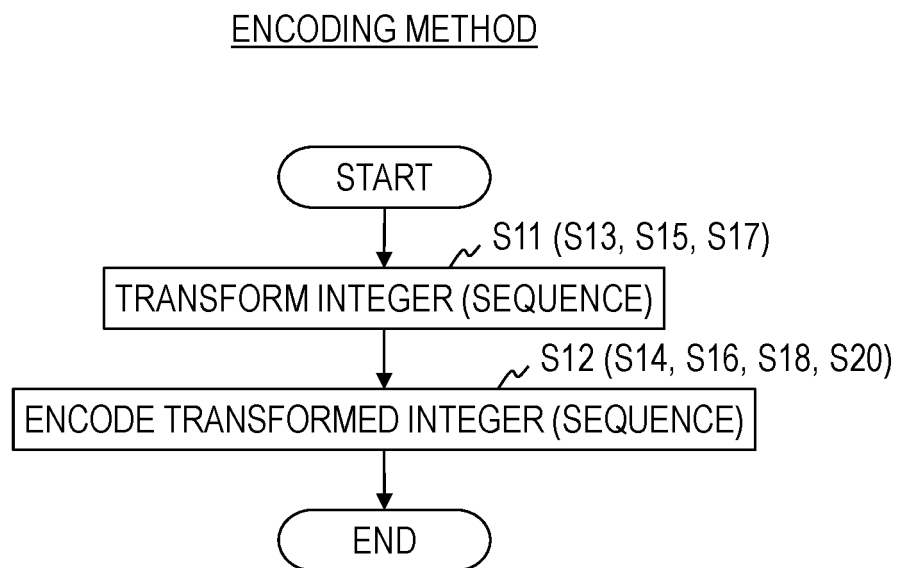 ENCODING METHOD
START
S11 (S13, S15, S17)
TRANSFORM INTEGER (SEQUENCE)
S12 (S14, S16, S18, S20)
ENCODE TRANSFORMED INTEGER (SEQUENCE)
END